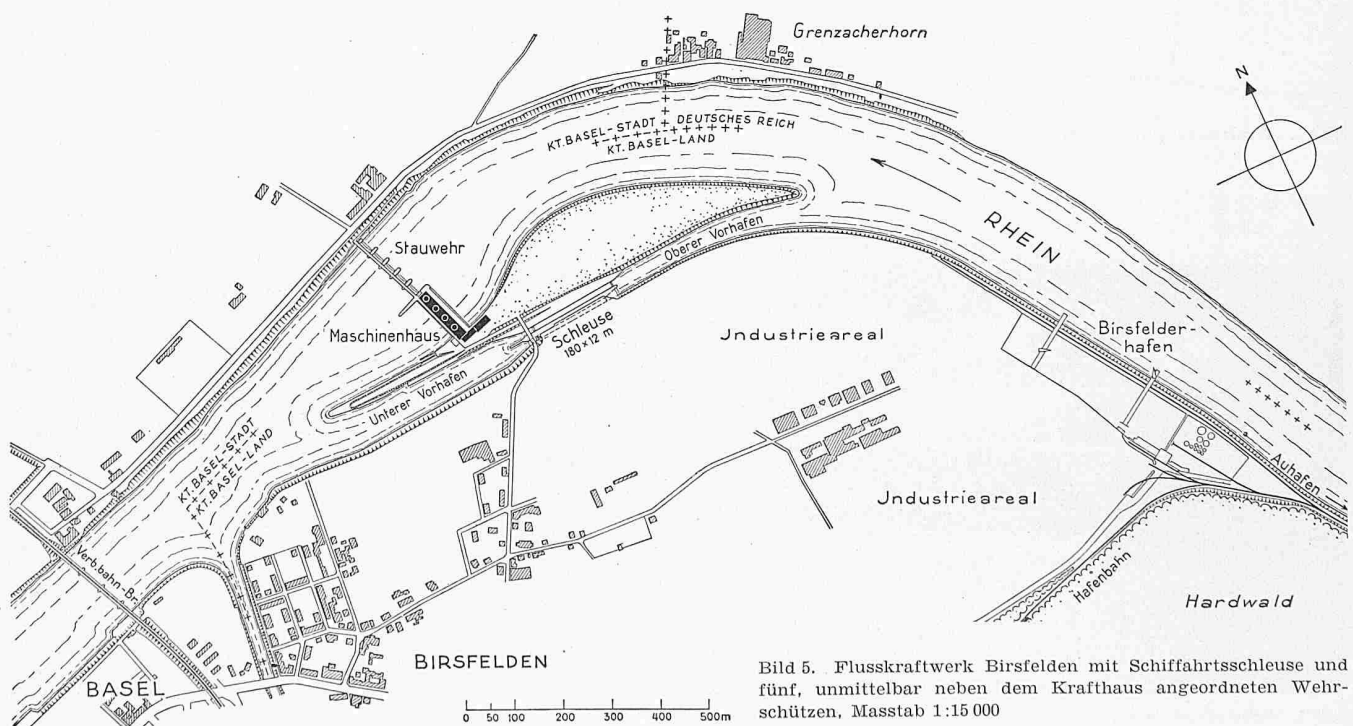 Grenzacherhorn
N
KT. BASEL-STADT DEUTSCHES REICH
KT. BASEL-LAND
RHEIN
Oberer Vorhafen
Stauwehr
Maschinenhaus
Schleuse
180×12 m
Jndustrieareal
Birsfelder-
hafen
Unterer Vorhafen
KT. BASEL-STADT
KT. BASEL-LAND
Auhafen
Jndustrieareal
Verb.bahn-Br.
Hafenbahn
Hardwald
BIRSFELDEN
BASEL
0 50 100 200 300 400 500m
Bild 5. Flusskraftwerk Birsfelden mit Schiffahrtsschleuse und
fünf, unmittelbar neben dem Krafthaus angeordneten Wehr-
schützen, Masstab 1:15 000